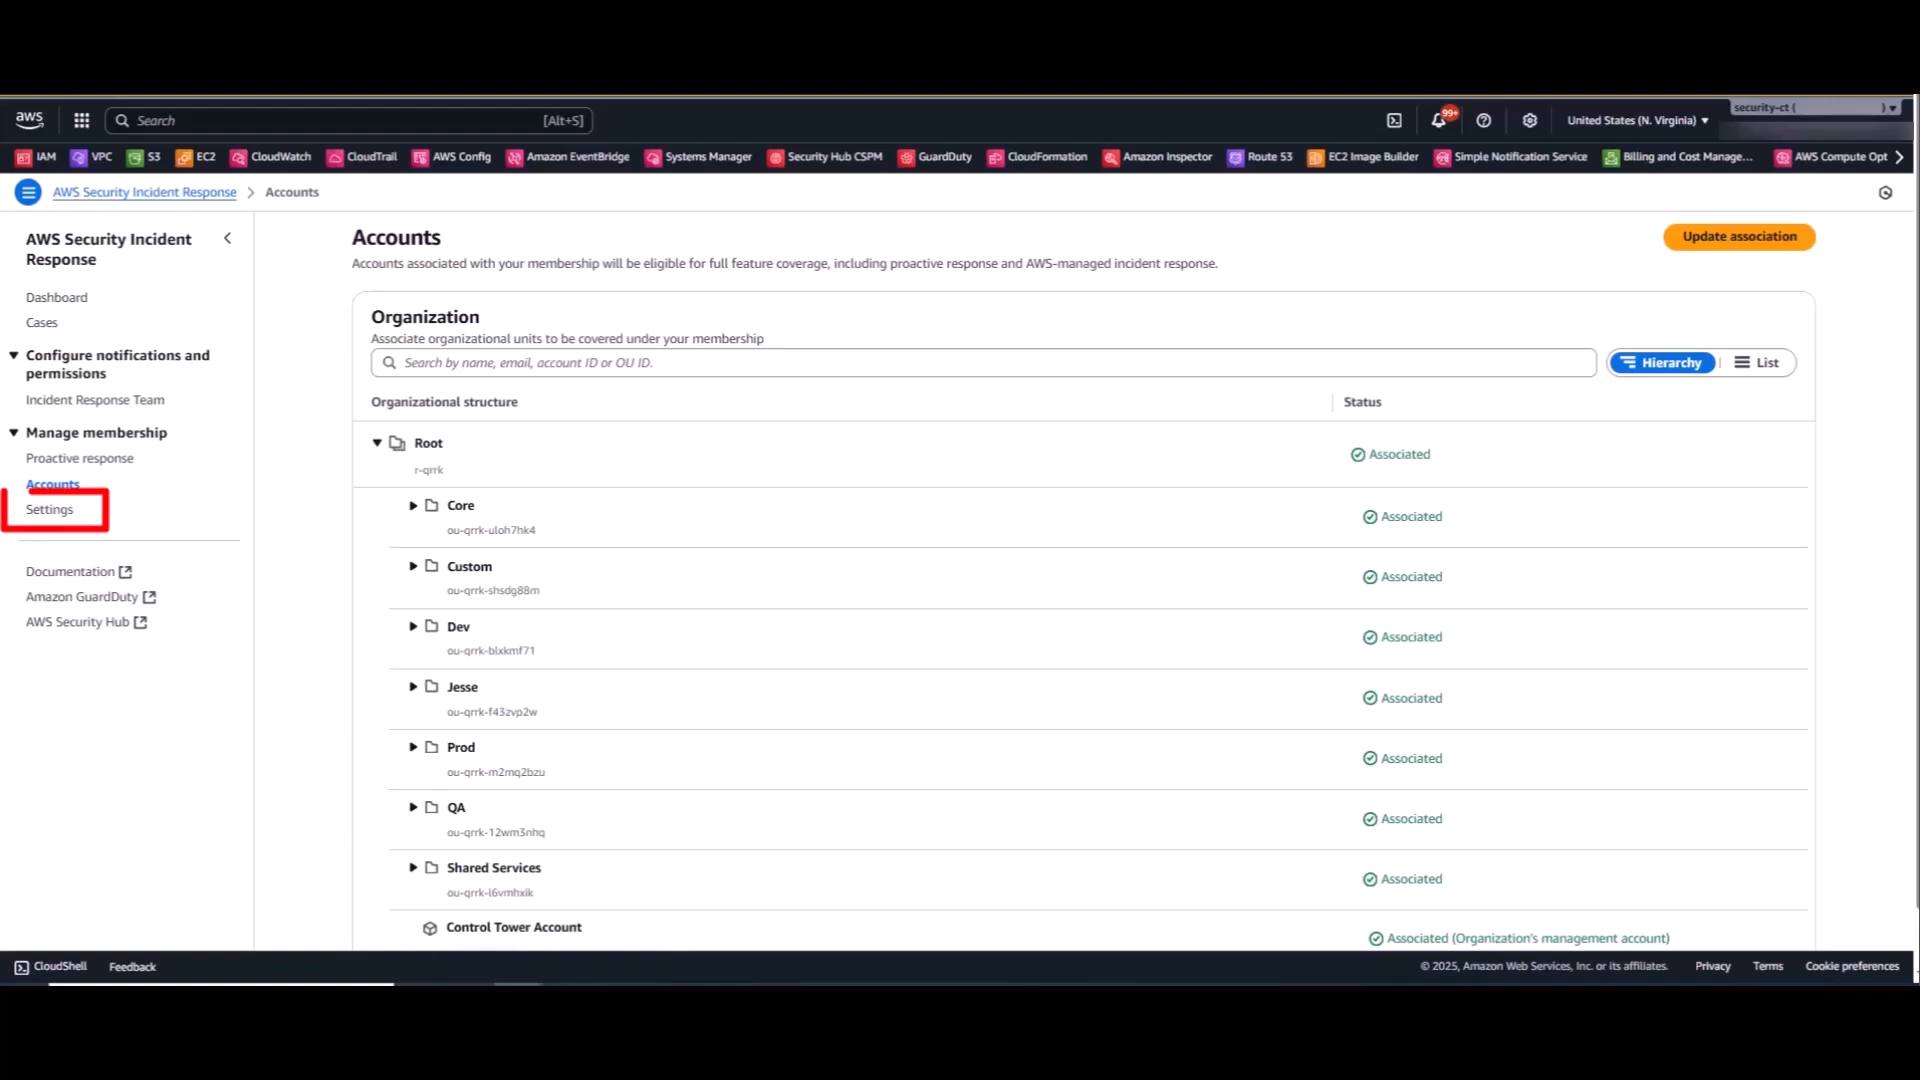 aws
Search [Alt+S]
99+
United States (N. Virginia)
security-ct ( )
IAM VPC S3 EC2 CloudWatch CloudTrail AWS Config Amazon EventBridge Systems Manager Security Hub CSPM GuardDuty CloudFormation Amazon Inspector Route 53 EC2 Image Builder Simple Notification Service Billing and Cost Manage... AWS Compute Opt
AWS Security Incident Response > Accounts
AWS Security Incident
Response
Dashboard
Cases
Configure notifications and
permissions
Incident Response Team
Manage membership
Proactive response
Accounts
Settings
Documentation
Amazon GuardDuty
AWS Security Hub
Accounts
Update association
Accounts associated with your membership will be eligible for full feature coverage, including proactive response and AWS-managed incident response.
Organization
Associate organizational units to be covered under your membership
Search by name, email, account ID or OU ID.
Hierarchy
List
Organizational structure
Status
Root
r-qrrk
Associated
Core
ou-qrrk-uloh7hk4
Associated
Custom
ou-qrrk-shsdg88m
Associated
Dev
ou-qrrk-blxkmf71
Associated
Jesse
ou-qrrk-f43zvp2w
Associated
Prod
ou-qrrk-m2mq2bzu
Associated
QA
ou-qrrk-12wm3nhq
Associated
Shared Services
ou-qrrk-l6vmhxik
Associated
Control Tower Account
Associated (Organization's management account)
CloudShell
Feedback
© 2025, Amazon Web Services, Inc. or its affiliates.
Privacy
Terms
Cookie preferences